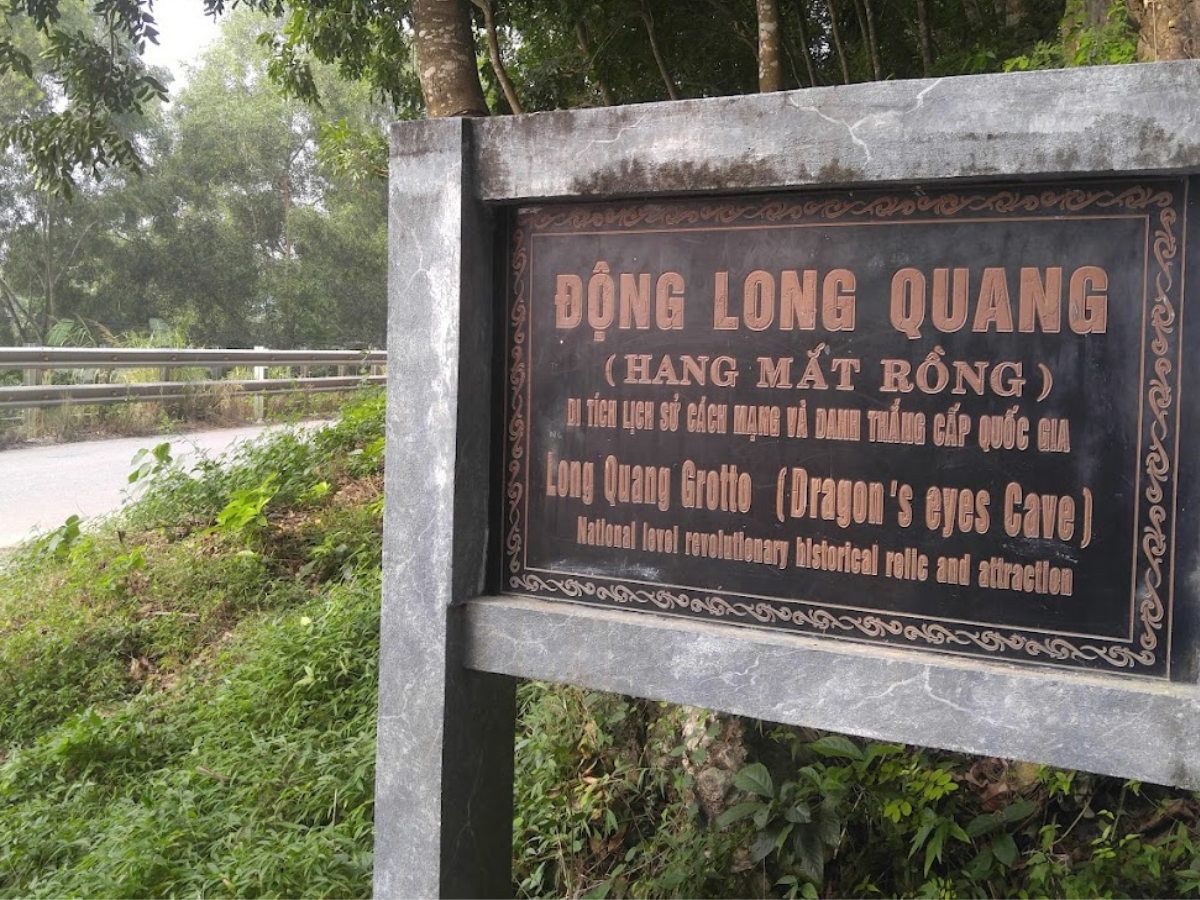 ĐỘNG LONG QUANG
(HANG MẮT RỒNG)
DI TÍCH LỊCH SỬ CÁCH MẠNG VÀ DANH THẮNG CẤP QUỐC GIA
Long Quang Grotto (Dragon's eyes Cave)
National level revolutionary historical relic and attraction